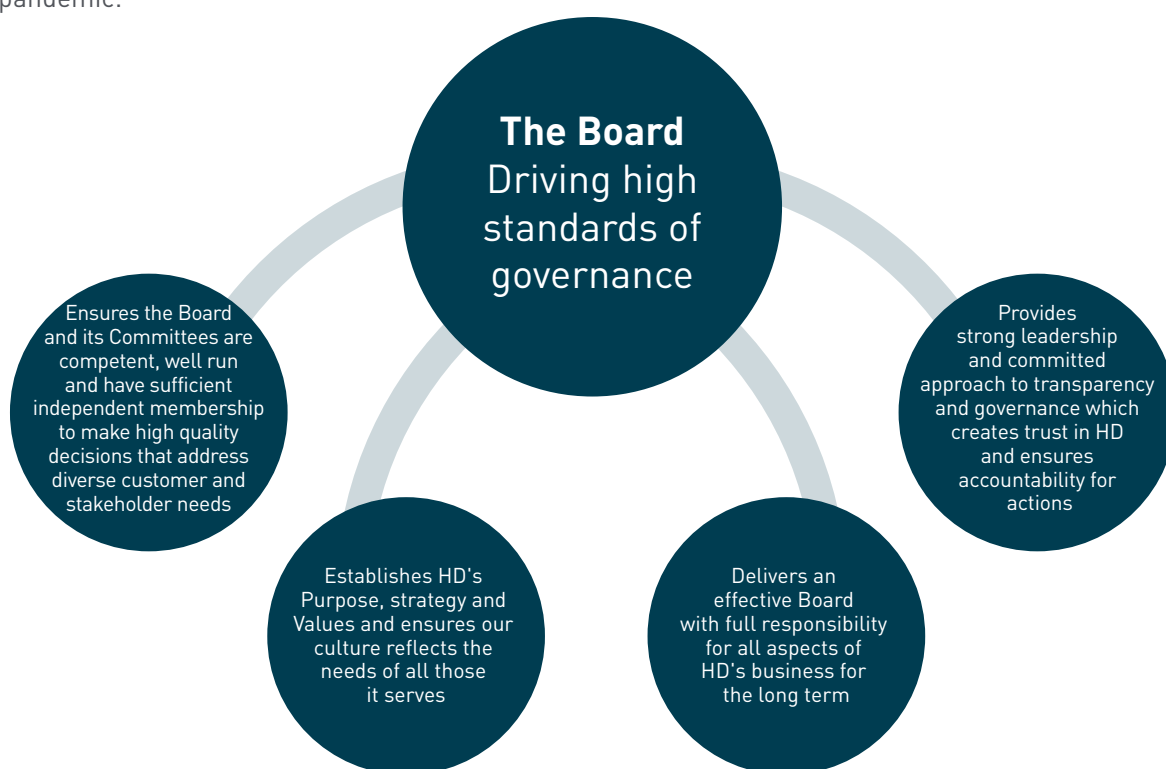 pandemic.
The Board
Driving high
standards of
governance
Ensures the Board
and its Committees are
competent, well run
and have sufficient
independent membership
to make high quality
decisions that address
diverse customer and
stakeholder needs
Establishes HD's
Purpose, strategy and
Values and ensures our
culture reflects the
needs of all those
it serves
Delivers an
effective Board
with full responsibility
for all aspects of
HD's business for
the long term
Provides
strong leadership
and committed
approach to transparency
and governance which
creates trust in HD
and ensures
accountability for
actions